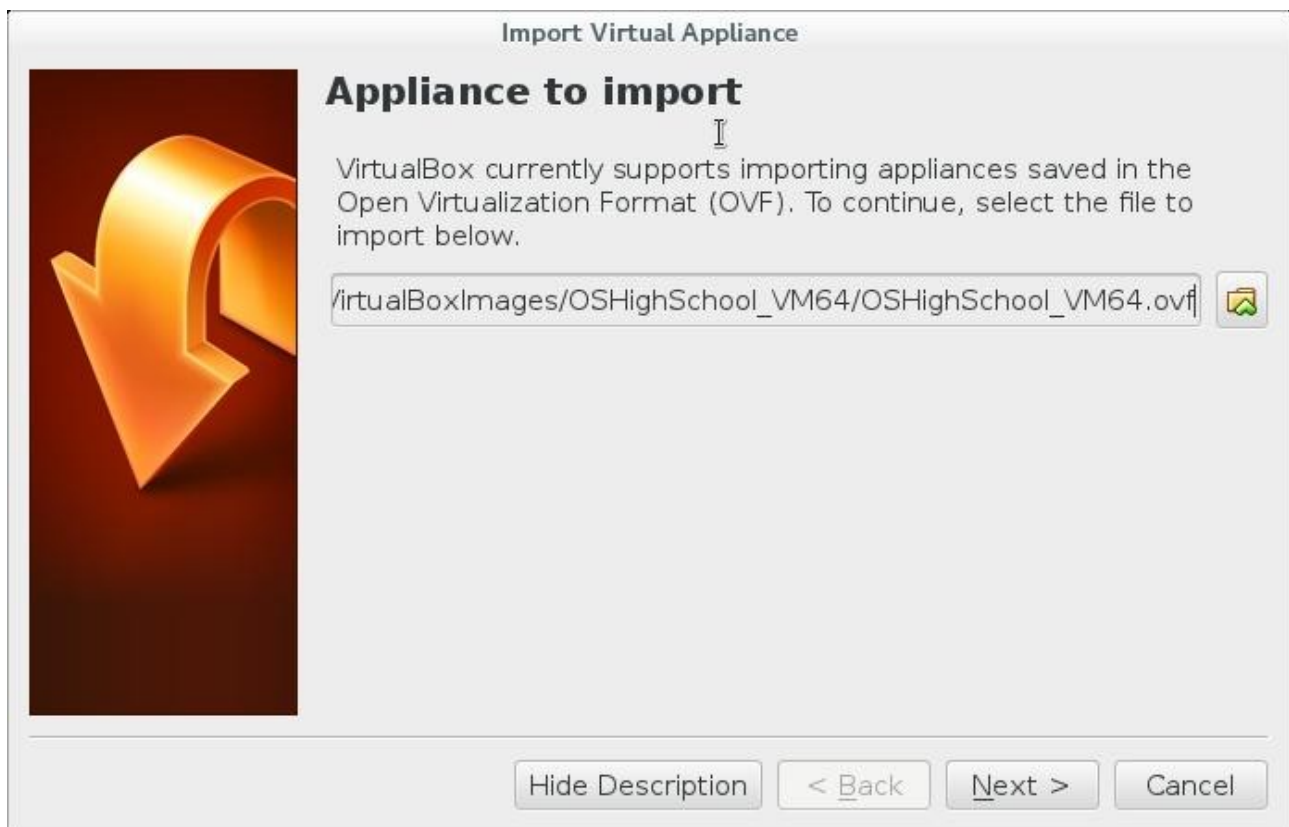 Import Virtual Appliance
Appliance to import
VirtualBox currently supports importing appliances saved in the
Open Virtualization Format (OVF). To continue, select the file to
import below.
/irtualBoxImages/OSHighSchool_VM64/OSHighSchool_VM64.ovf
Hide Description
< Back
Next >
Cancel